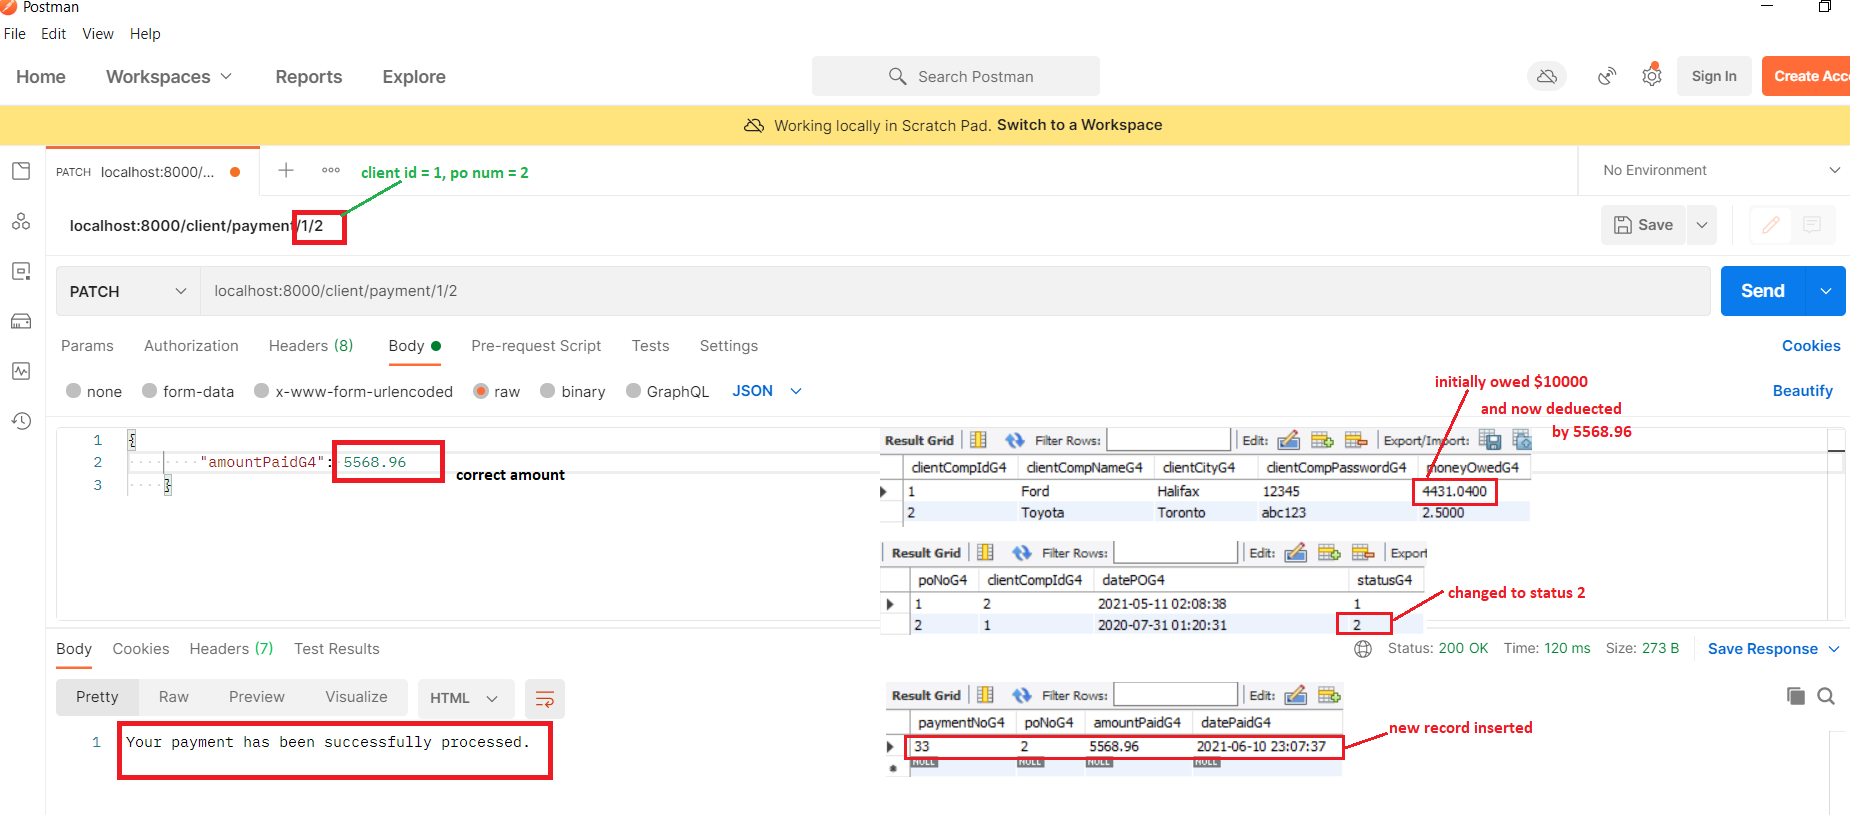 Postman
File Edit View Help
Home Workspaces Reports Explore Search Postman Sign In Create Acc
Working locally in Scratch Pad. Switch to a Workspace
PATCH localhost:8000/... client id = 1, po num = 2 No Environment
localhost:8000/client/payment/1/2 Save
PATCH localhost:8000/client/payment/1/2 Send
Params Authorization Headers (8) Body Pre-request Script Tests Settings Cookies
none form-data x-www-form-urlencoded raw binary GraphQL JSON Beautify
initially owed $10000
and now deduected
by 5568.96
1 {
2 "amountPaidG4": 5568.96
3 }
correct amount
Result Grid Filter Rows: Edit: Export/Import:
clientCompIdG4 clientCompNameG4 clientCityG4 clientCompPasswordG4 moneyOwedG4
1 Ford Halifax 12345 4431.0400
2 Toyota Toronto abc123 2.5000
Result Grid Filter Rows: Edit: Export
poNoG4 clientCompIdG4 datePOG4 statusG4
1 2 2021-05-11 02:08:38 1
2 1 2020-07-31 01:20:31 2
changed to status 2
Body Cookies Headers (7) Test Results Status: 200 OK Time: 120 ms Size: 273 B Save Response
Pretty Raw Preview Visualize HTML
1 Your payment has been successfully processed.
Result Grid Filter Rows: Edit:
paymentNoG4 poNoG4 amountPaidG4 datePaidG4
33 2 5568.96 2021-06-10 23:07:37
NULL NULL NULL NULL
new record inserted